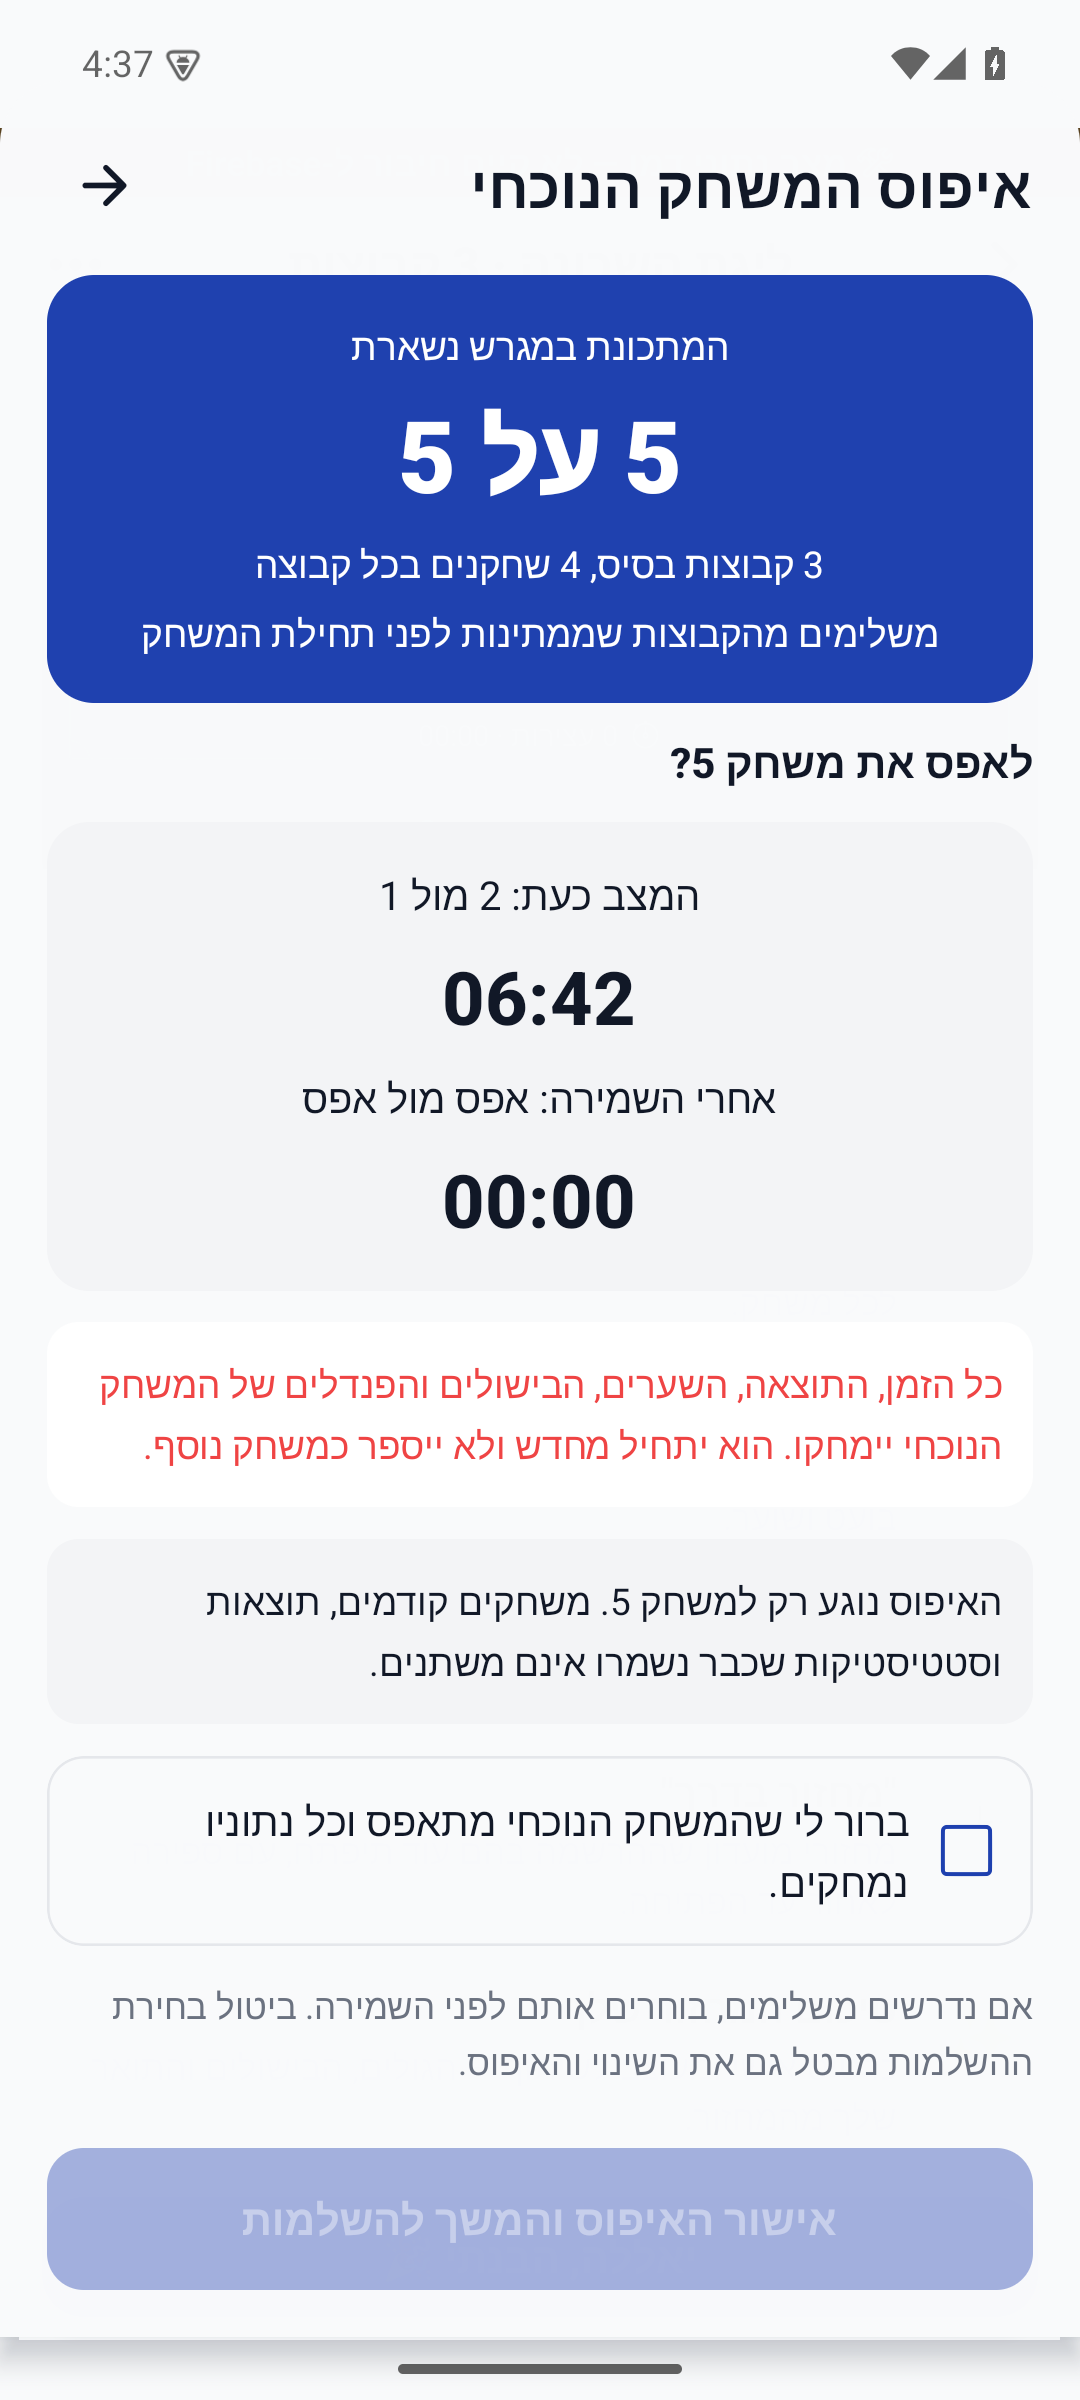 4:37
איפוס המשחק הנוכחי
המתכונת במגרש נשארת
5 על 5
3 קבוצות בסיס, 4 שחקנים בכל קבוצה
משלימים מהקבוצות שממתינות לפני תחילת המשחק
לאפס את משחק 5?
המצב כעת: 2 מול 1
06:42
אחרי השמירה: אפס מול אפס
00:00
כל הזמן, התוצאה, השערים, הבישולים והפנדלים של המשחק
הנוכחי יימחקו. הוא יתחיל מחדש ולא ייספר כמשחק נוסף.
האיפוס נוגע רק למשחק 5. משחקים קודמים, תוצאות
וסטטיסטיקות שכבר נשמרו אינם משתנים.
ברור לי שהמשחק הנוכחי מתאפס וכל נתוניו
נמחקים.
אם נדרשים משלימים, בוחרים אותם לפני השמירה. ביטול בחירת
ההשלמות מבטל גם את השינוי והאיפוס.
אישור האיפוס והמשך להשלמות